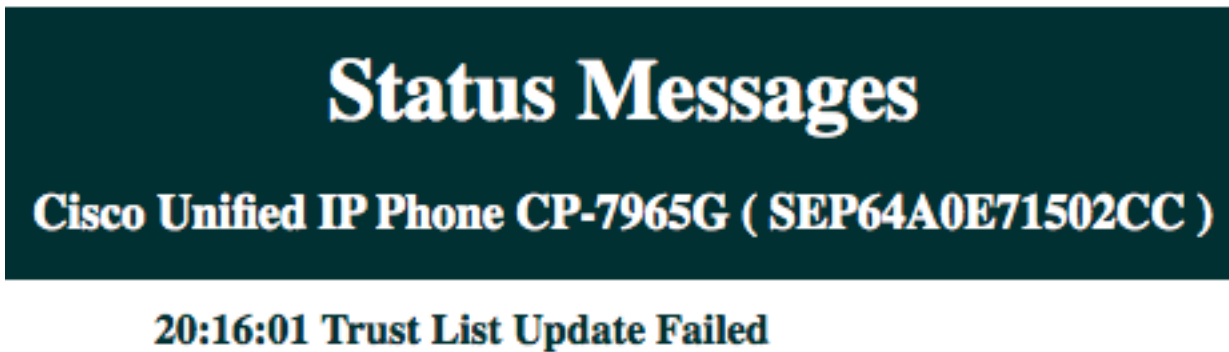 Status Messages
Cisco Unified IP Phone CP-7965G ( SEP64A0E71502CC )
20:16:01 Trust List Update Failed